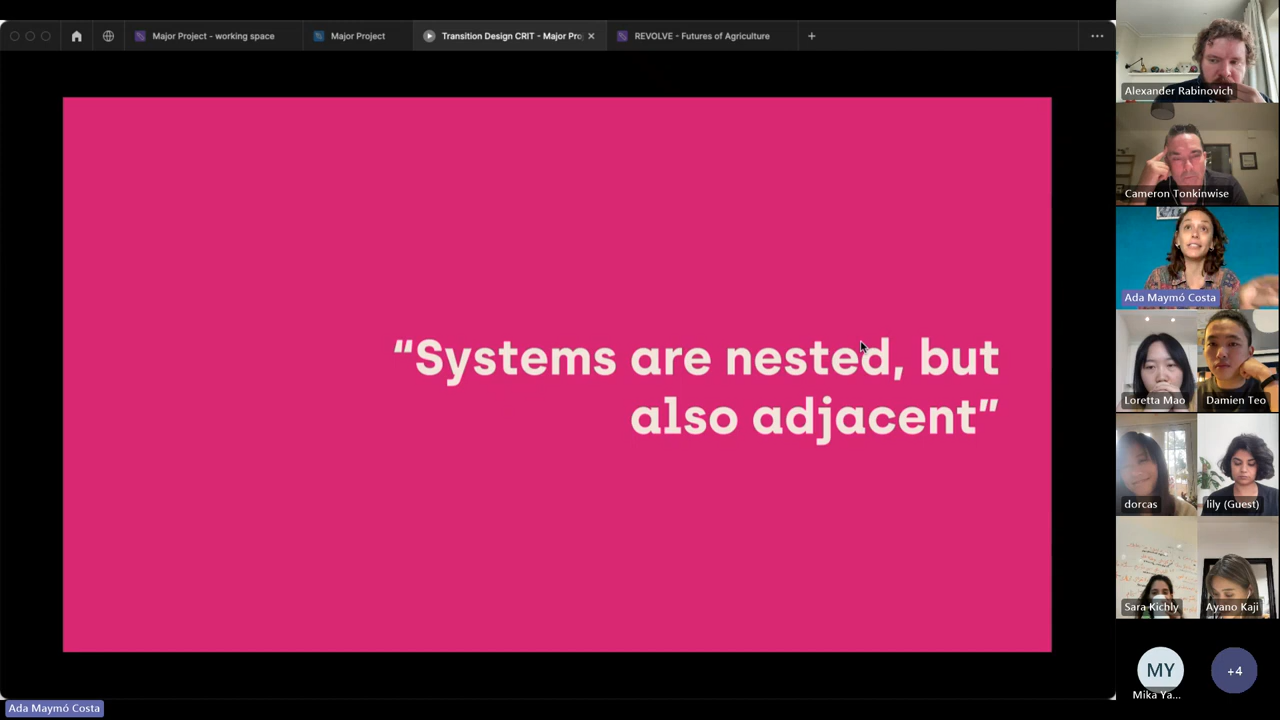 Major Project - working space
Major Project
Transition Design CRIT - Major Pro
REVOLVE - Futures of Agriculture
“Systems are nested, but
also adjacent”
Alexander Rabinovich
Cameron Tonkinwise
Ada Maymó Costa
Loretta Mao
Damien Teo
dorcas
lily (Guest)
Sara Kichly
Ayano Kaji
MY
Mika Ya...
+4
Ada Maymó Costa